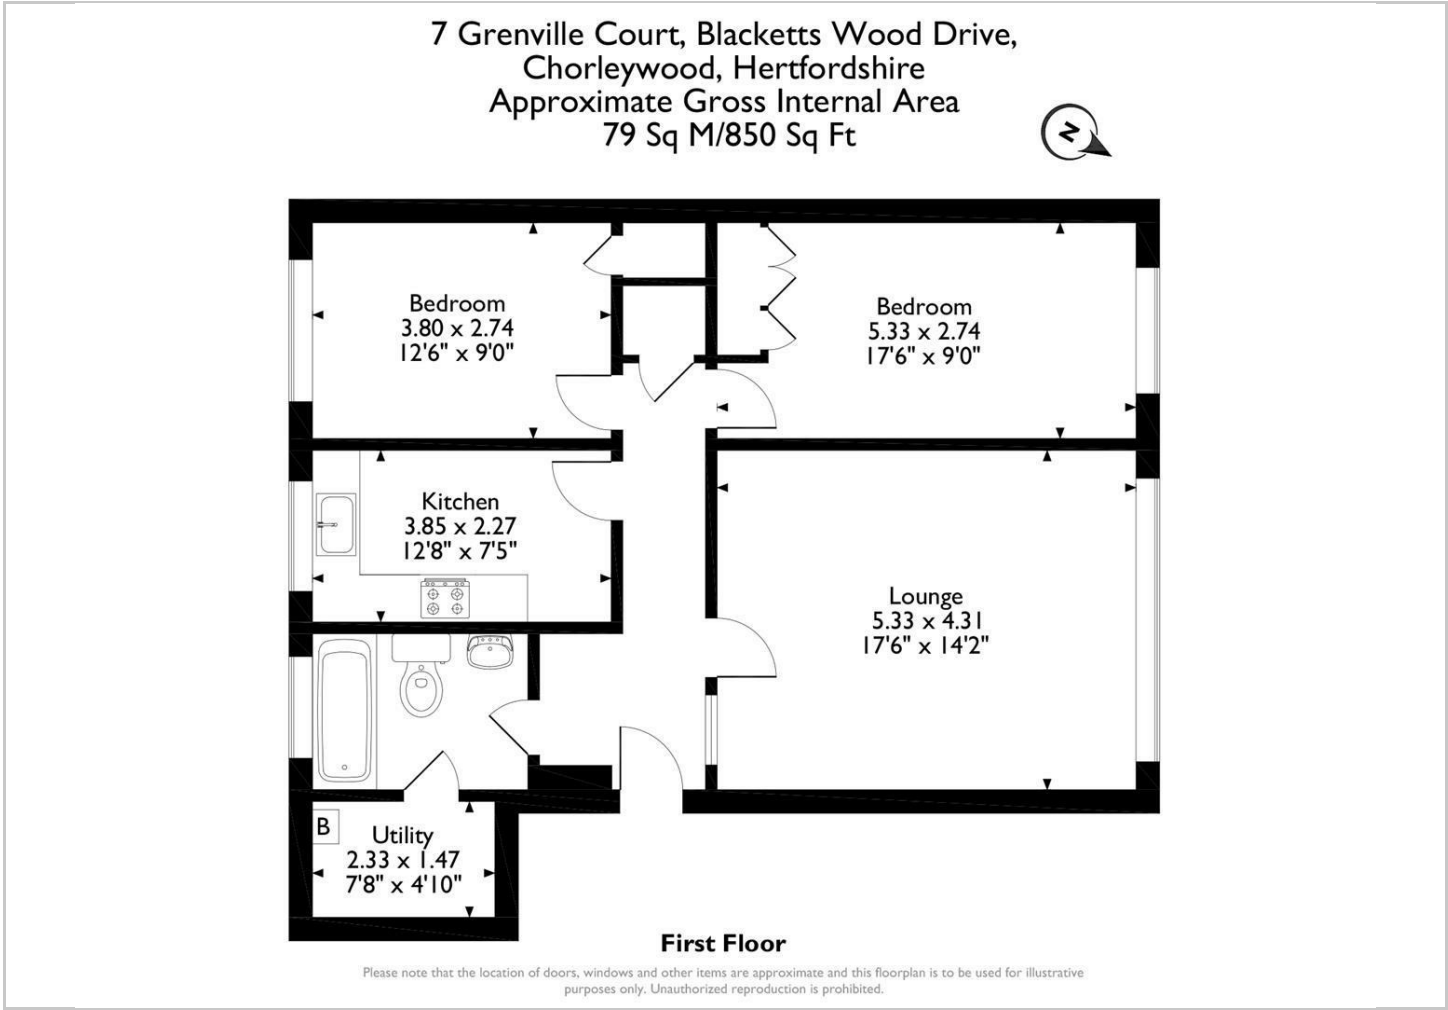 7 Grenville Court, Blacketts Wood Drive,
Chorleywood, Hertfordshire
Approximate Gross Internal Area
79 Sq M/850 Sq Ft
N
Bedroom
3.80 x 2.74
12'6" x 9'0"
Bedroom
5.33 x 2.74
17'6" x 9'0"
Kitchen
3.85 x 2.27
12'8" x 7'5"
Lounge
5.33 x 4.31
17'6" x 14'2"
B
Utility
2.33 x 1.47
7'8" x 4'10"
First Floor
Please note that the location of doors, windows and other items are approximate and this floorplan is to be used for illustrative
purposes only. Unauthorized reproduction is prohibited.